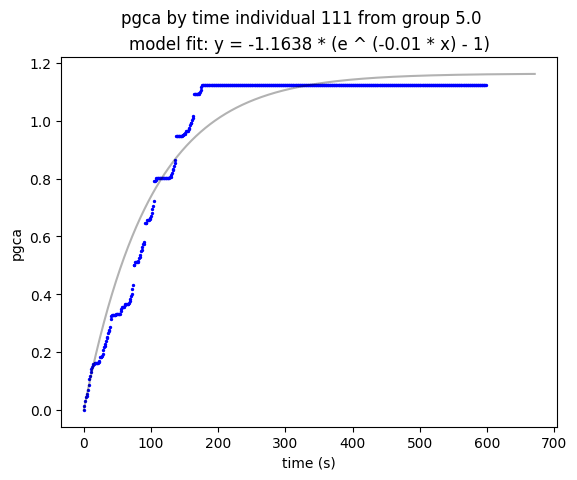 pgca by time individual 111 from group 5.0
model fit: y = -1.1638 * (e ^ (-0.01 * x) - 1)
1.2
1.0
0.8
0.6
0.4
0.2
0.0
pgca
0 100 200 300 400 500 600 700
time (s)